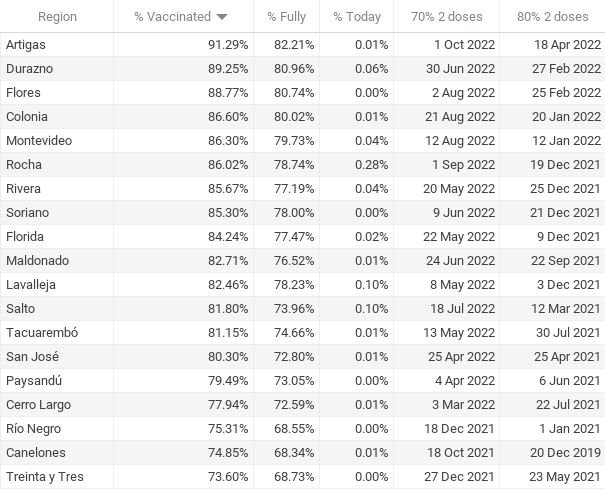 Region % Vaccinated % Fully % Today 70% 2 doses 80% 2 doses
Artigas 91.29% 82.21% 0.01% 1 Oct 2022 18 Apr 2022
Durazno 89.25% 80.96% 0.06% 30 Jun 2022 27 Feb 2022
Flores 88.77% 80.74% 0.00% 2 Aug 2022 25 Feb 2022
Colonia 86.60% 80.02% 0.01% 21 Aug 2022 20 Jan 2022
Montevideo 86.30% 79.73% 0.04% 12 Aug 2022 12 Jan 2022
Rocha 86.02% 78.74% 0.28% 1 Sep 2022 19 Dec 2021
Rivera 85.67% 77.19% 0.04% 20 May 2022 25 Dec 2021
Soriano 85.30% 78.00% 0.00% 9 Jun 2022 21 Dec 2021
Florida 84.24% 77.47% 0.02% 22 May 2022 9 Dec 2021
Maldonado 82.71% 76.52% 0.01% 24 Jun 2022 22 Sep 2021
Lavalleja 82.46% 78.23% 0.10% 8 May 2022 3 Dec 2021
Salto 81.80% 73.96% 0.10% 18 Jul 2022 12 Mar 2021
Tacuarembó 81.15% 74.66% 0.01% 13 May 2022 30 Jul 2021
San José 80.30% 72.80% 0.01% 25 Apr 2022 25 Apr 2021
Paysandú 79.49% 73.05% 0.00% 4 Apr 2022 6 Jun 2021
Cerro Largo 77.94% 72.59% 0.01% 3 Mar 2022 22 Jul 2021
Río Negro 75.31% 68.55% 0.00% 18 Dec 2021 1 Jan 2021
Canelones 74.85% 68.34% 0.01% 18 Oct 2021 20 Dec 2019
Treinta y Tres 73.60% 68.73% 0.00% 27 Dec 2021 23 May 2021